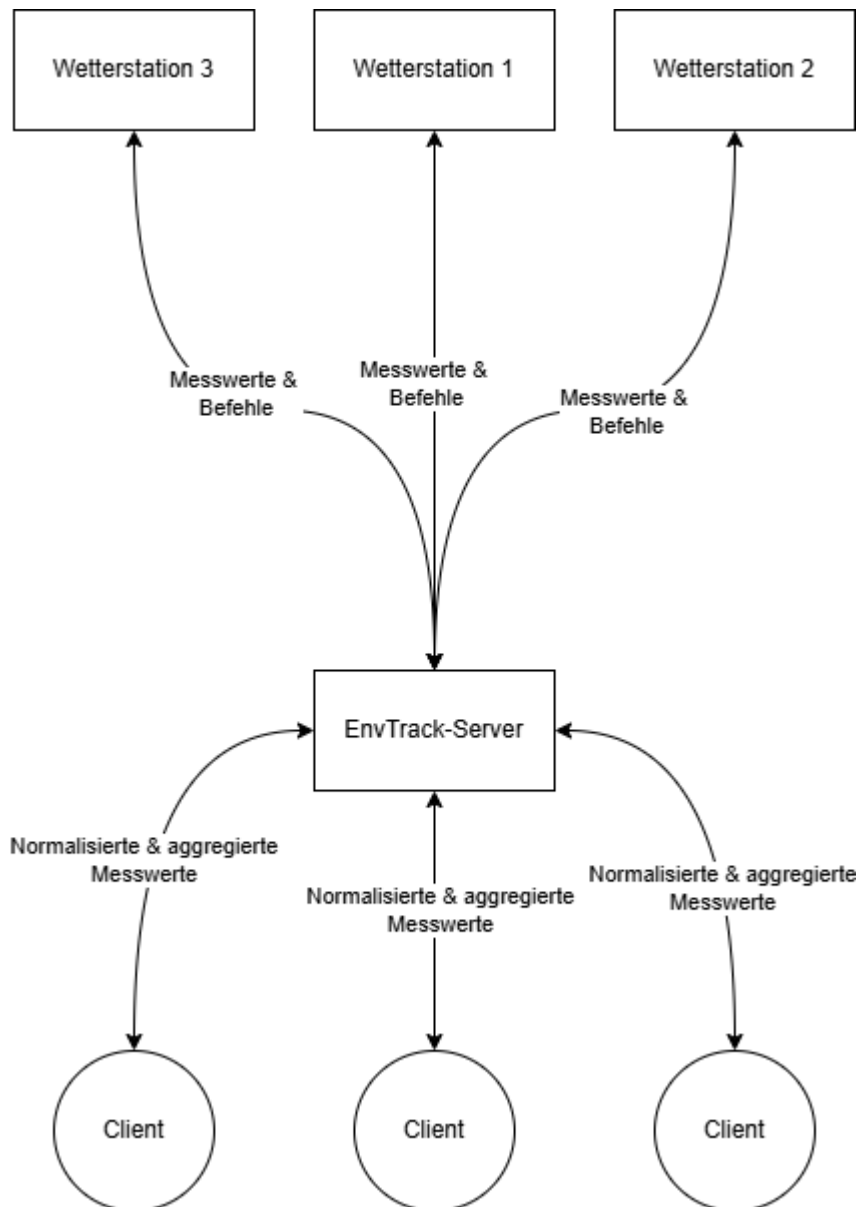 Wetterstation 3
Wetterstation 1
Wetterstation 2
Messwerte &
Befehle
Messwerte &
Befehle
Messwerte &
Befehle
EnvTrack-Server
Normalisierte & aggregierte
Messwerte
Normalisierte & aggregierte
Messwerte
Normalisierte & aggregierte
Messwerte
Client
Client
Client